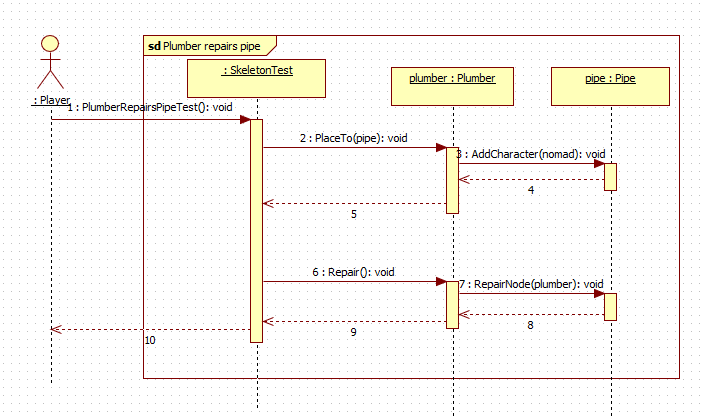 sd Plumber repairs pipe
: SkeletonTest
plumber : Plumber
pipe : Pipe
: Player
1 : PlumberRepairsPipeTest(): void
2 : PlaceTo(pipe): void
3 : AddCharacter(nomad): void
4
5
6 : Repair(): void
7 : RepairNode(plumber): void
8
9
10